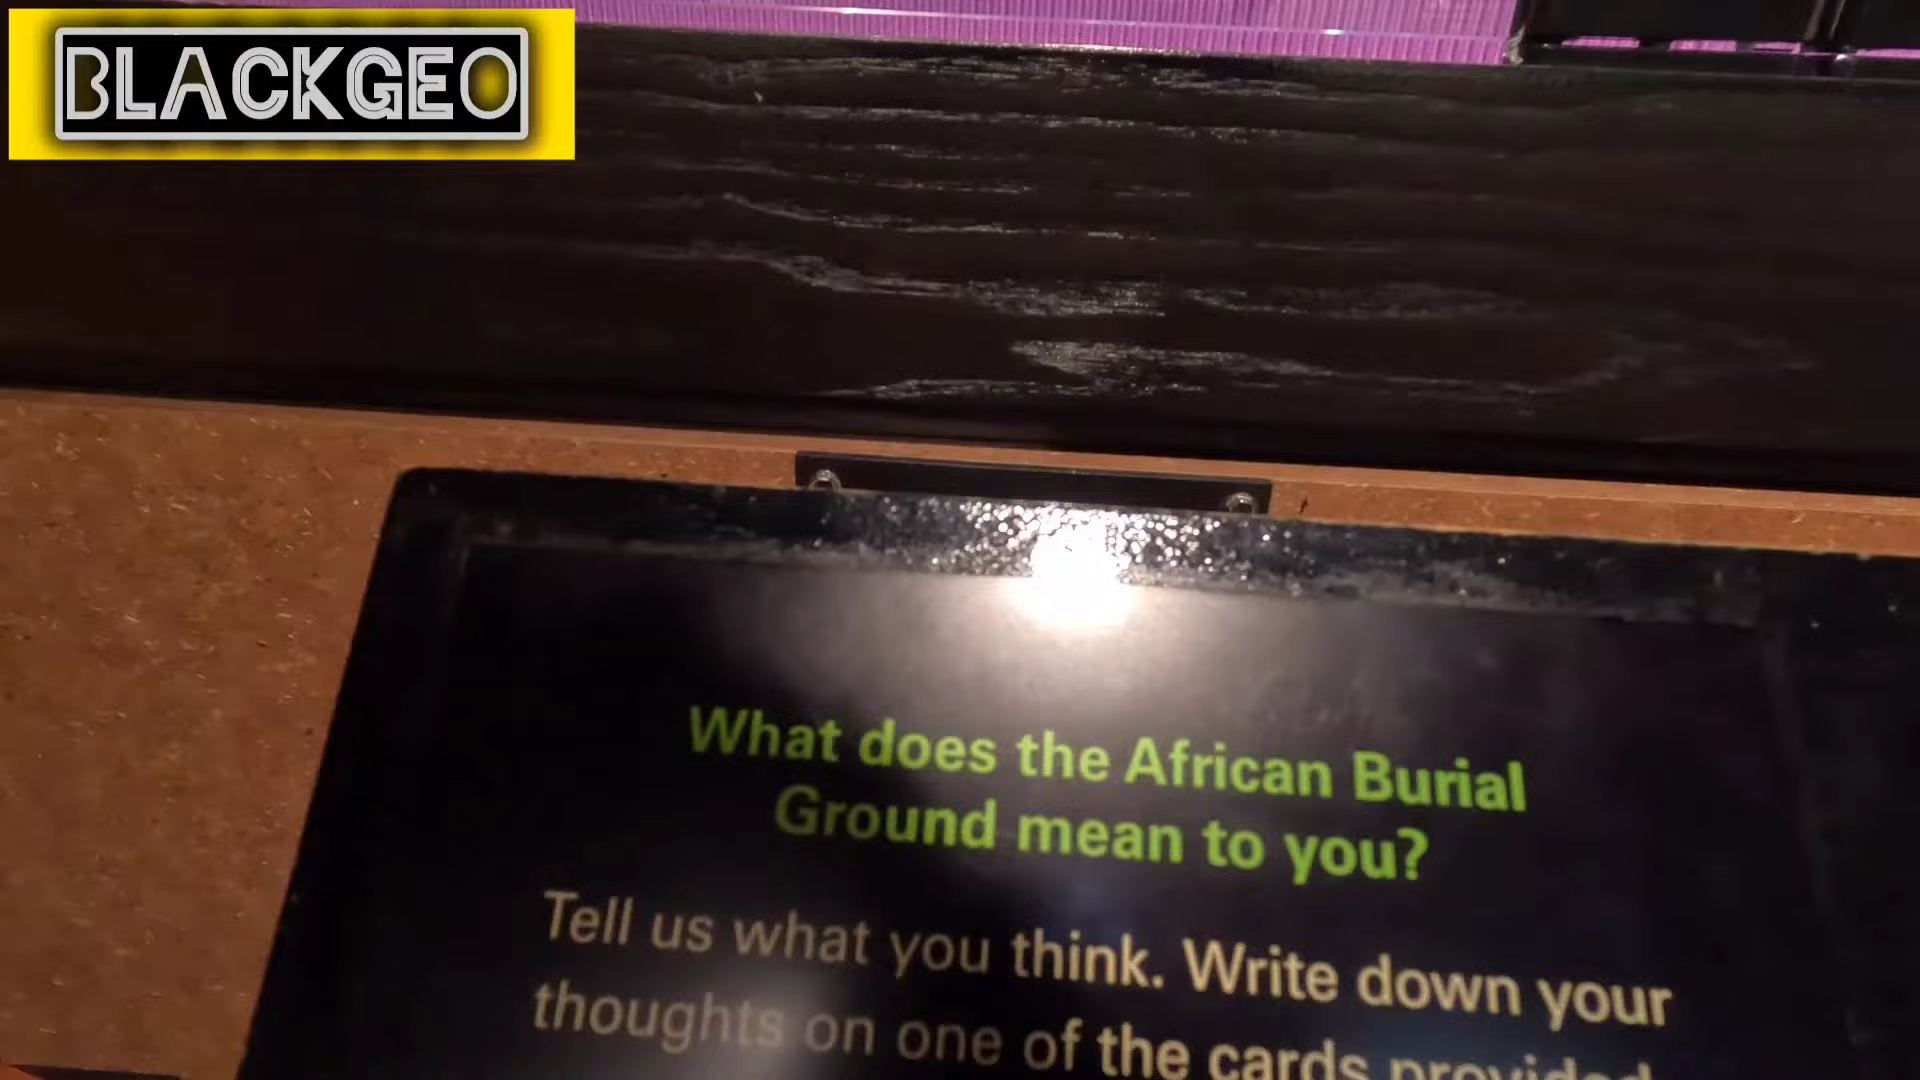 BLACKGEO
What does the African Burial
Ground mean to you?
Tell us what you think. Write down your
thoughts on one of the cards provided